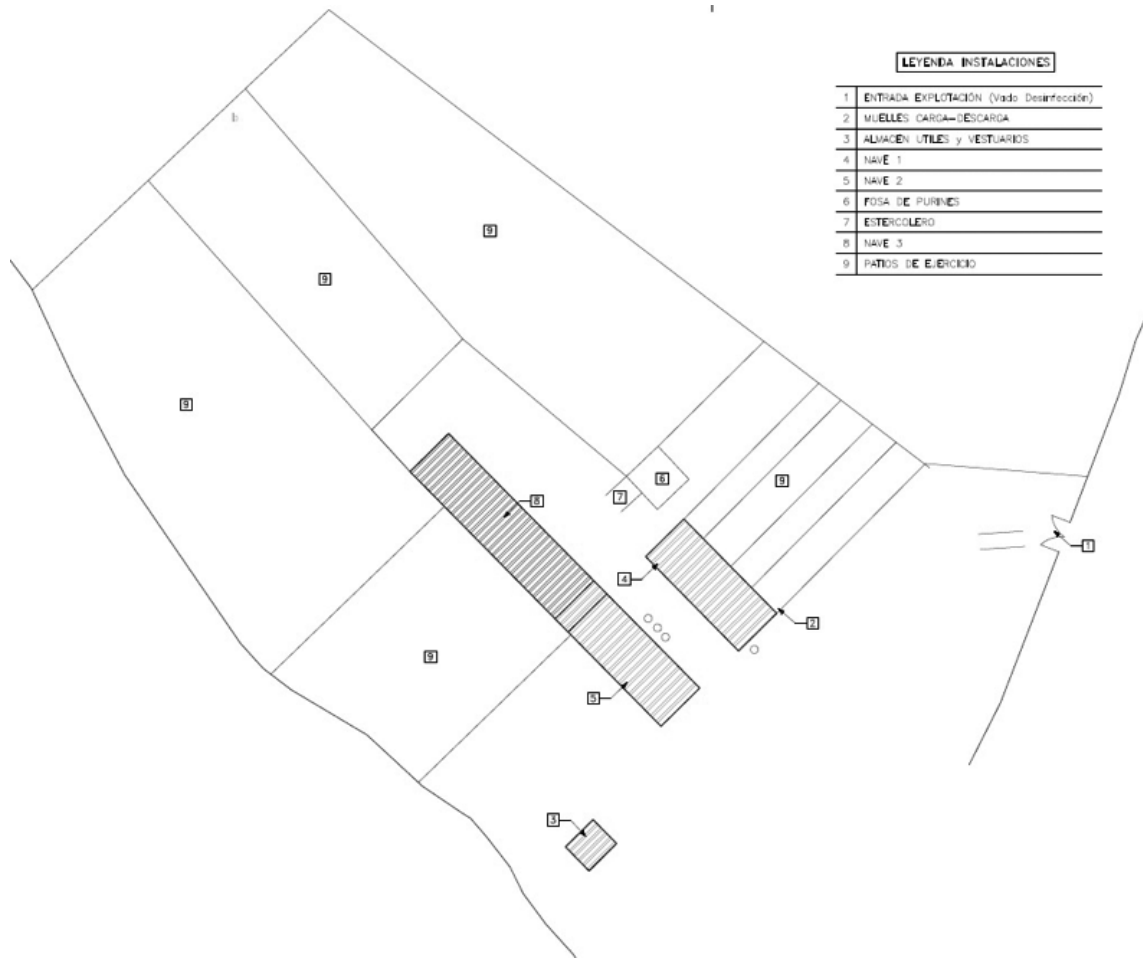 LEYENDA INSTALACIONES
1 ENTRADA EXPLOTACIÓN (Vado Desinfección)
2 MUELLES CARGA-DESCARGA
3 ALMACÉN UTILES y VESTUARIOS
4 NAVE 1
5 NAVE 2
6 FOSA DE PURINES
7 ESTERCOLERO
8 NAVE 3
9 PATIOS DE EJERCICIO
9
9
9
8
7
6
9
4
2
1
9
5
3